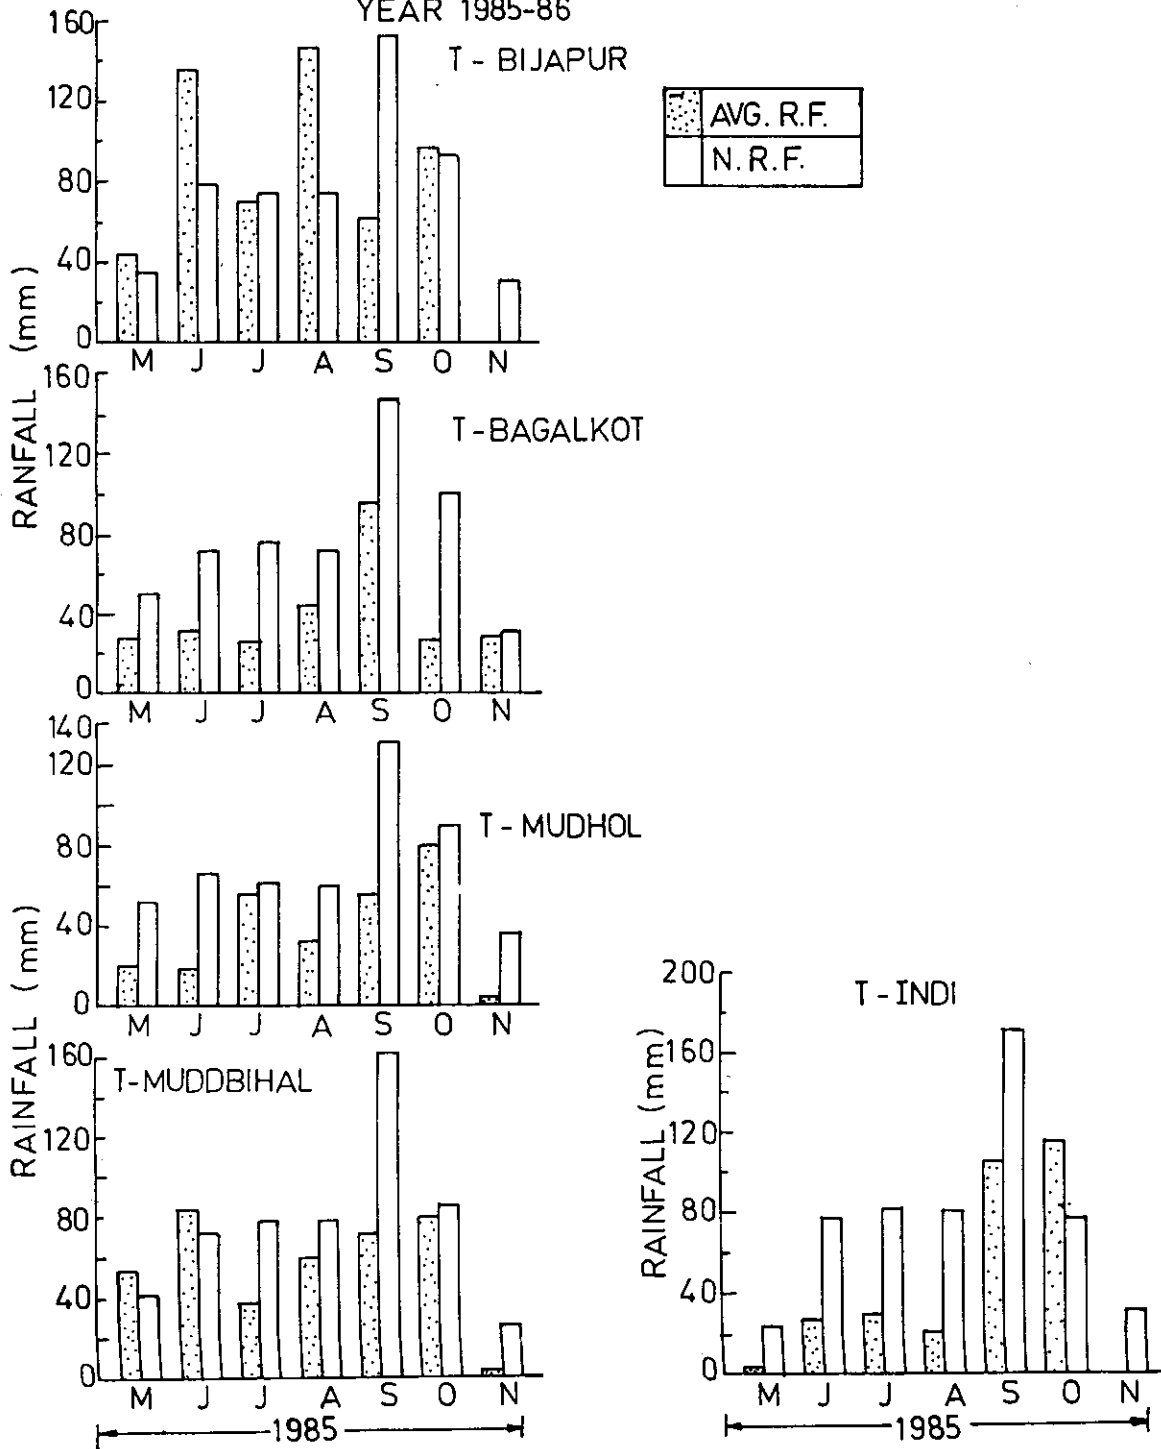 YEAR 1985-86
T - BIJAPUR
AVG. R.F.
N. R. F.
160
120
80
40
0
M J J A S O N
RANFALL (mm)
160
T-BAGALKOT
120
80
40
0
M J J A S O N
140
120
T - MUDHOL
80
40
0
M J J A S O N
RAINFALL (mm)
160
T-MUDDBIHAL
120
80
40
0
M J J A S O N
1985
200
T - INDI
160
RAINFALL (mm)
120
80
40
0
M J J A S O N
1985